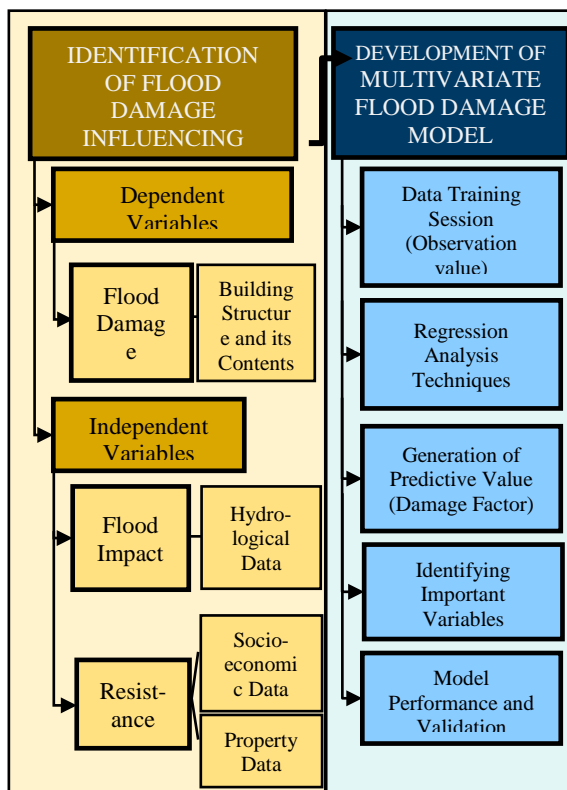 IDENTIFICATION
OF FLOOD
DAMAGE
INFLUENCING
Dependent
Variables
Flood
Damag
e
Building
Structur
e and its
Contents
Independent
Variables
Flood
Impact
Hydro-
logical
Data
Resist-
ance
Socio-
economi
c Data
Property
Data
DEVELOPMENT OF
MULTIVARIATE
FLOOD DAMAGE
MODEL
Data Training
Session
(Observation
value)
Regression
Analysis
Techniques
Generation of
Predictive Value
(Damage Factor)
Identifying
Important
Variables
Model
Performance and
Validation